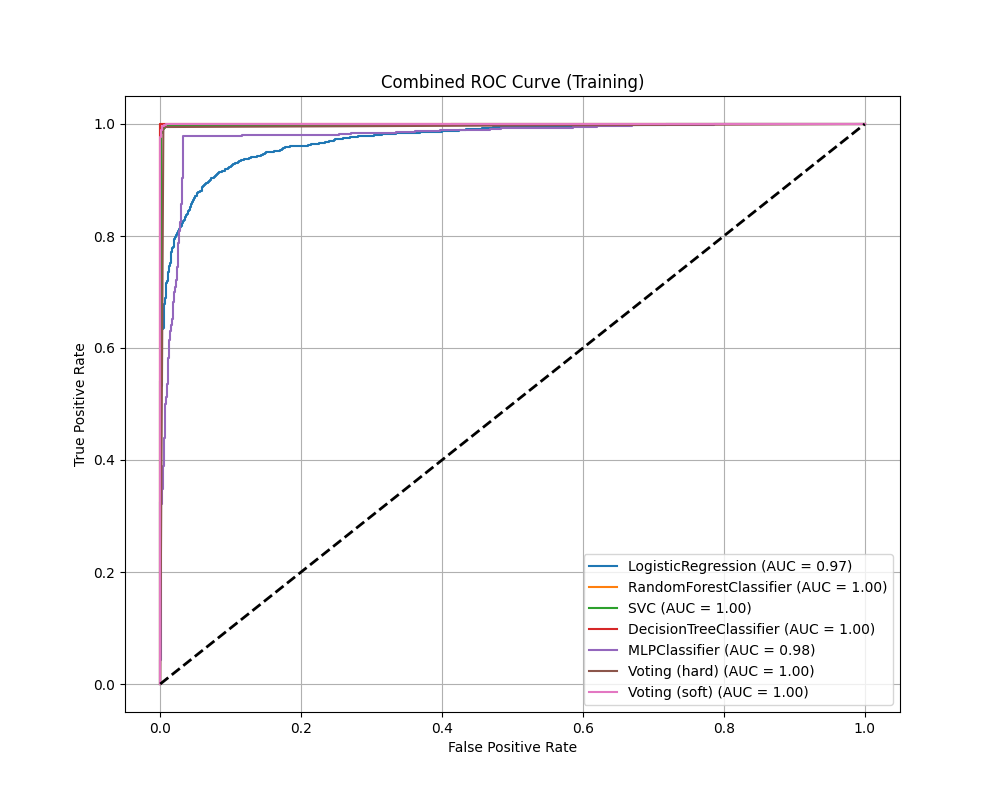 Combined ROC Curve (Training)
1.0
0.8
0.6
0.4
0.2
0.0
True Positive Rate
0.0 0.2 0.4 0.6 0.8 1.0
False Positive Rate
LogisticRegression (AUC = 0.97)
RandomForestClassifier (AUC = 1.00)
SVC (AUC = 1.00)
DecisionTreeClassifier (AUC = 1.00)
MLPClassifier (AUC = 0.98)
Voting (hard) (AUC = 1.00)
Voting (soft) (AUC = 1.00)